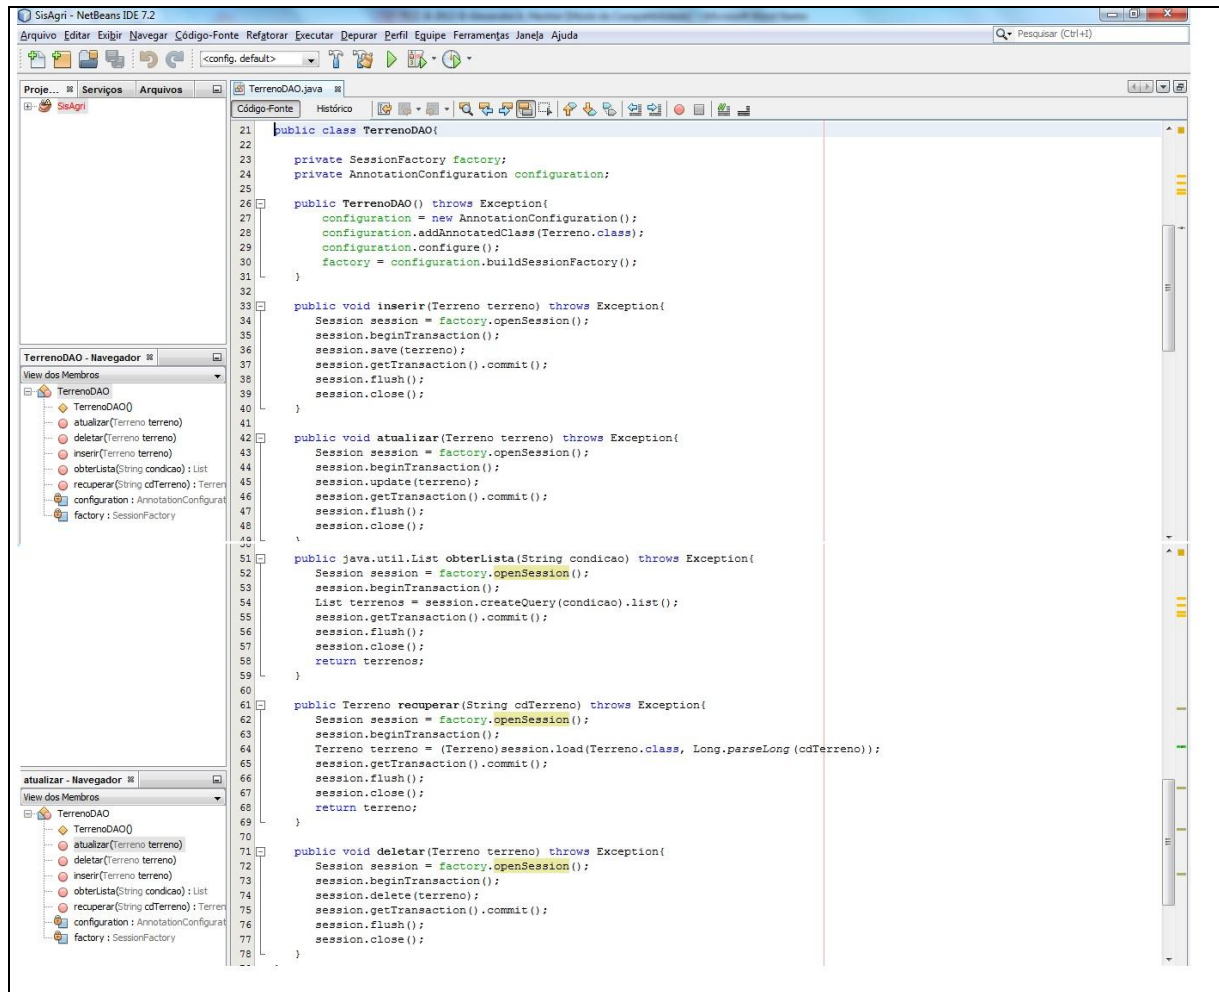 SisAgri - NetBeans IDE 7.2
Arquivo Editar Exibir Navegar Código-Fonte Refatorar Executar Depurar Perfil Equipe Ferramentas Janela Ajuda
Pesquisar (Ctrl+I)
<config. default>
Proje... Serviços Arquivos
SisAgri
TerrenoDAO.java
Código-Fonte Histórico
21 public class TerrenoDAO{
22
23 private SessionFactory factory;
24 private AnnotationConfiguration configuration;
25
26 public TerrenoDAO() throws Exception{
27 configuration = new AnnotationConfiguration();
28 configuration.addAnnotatedClass(Terreno.class);
29 configuration.configure();
30 factory = configuration.buildSessionFactory();
31 }
32
33 public void inserir(Terreno terreno) throws Exception{
34 Session session = factory.openSession();
35 session.beginTransaction();
36 session.save(terreno);
37 session.getTransaction().commit();
38 session.flush();
39 session.close();
40 }
41
42 public void atualizar(Terreno terreno) throws Exception{
43 Session session = factory.openSession();
44 session.beginTransaction();
45 session.update(terreno);
46 session.getTransaction().commit();
47 session.flush();
48 session.close();
TerrenoDAO - Navegador
View dos Membros
TerrenoDAO
TerrenoDAO()
atualizar(Terreno terreno)
deletar(Terreno terreno)
inserir(Terreno terreno)
obterLista(String condicao) : List
recuperar(String cdTerreno) : Terren
configuration : AnnotationConfigurat
factory : SessionFactory
51 public java.util.List obterLista(String condicao) throws Exception{
52 Session session = factory.openSession();
53 session.beginTransaction();
54 List terrenos = session.createQuery(condicao).list();
55 session.getTransaction().commit();
56 session.flush();
57 session.close();
58 return terrenos;
59 }
60
61 public Terreno recuperar(String cdTerreno) throws Exception{
62 Session session = factory.openSession();
63 session.beginTransaction();
64 Terreno terreno = (Terreno)session.load(Terreno.class, Long.parseLong(cdTerreno));
65 session.getTransaction().commit();
66 session.flush();
67 session.close();
68 return terreno;
69 }
70
71 public void deletar(Terreno terreno) throws Exception{
72 Session session = factory.openSession();
73 session.beginTransaction();
74 session.delete(terreno);
75 session.getTransaction().commit();
76 session.flush();
77 session.close();
78 }
atualizar - Navegador
View dos Membros
TerrenoDAO
TerrenoDAO()
atualizar(Terreno terreno)
deletar(Terreno terreno)
inserir(Terreno terreno)
obterLista(String condicao) : List
recuperar(String cdTerreno) : Terren
configuration : AnnotationConfigurat
factory : SessionFactory